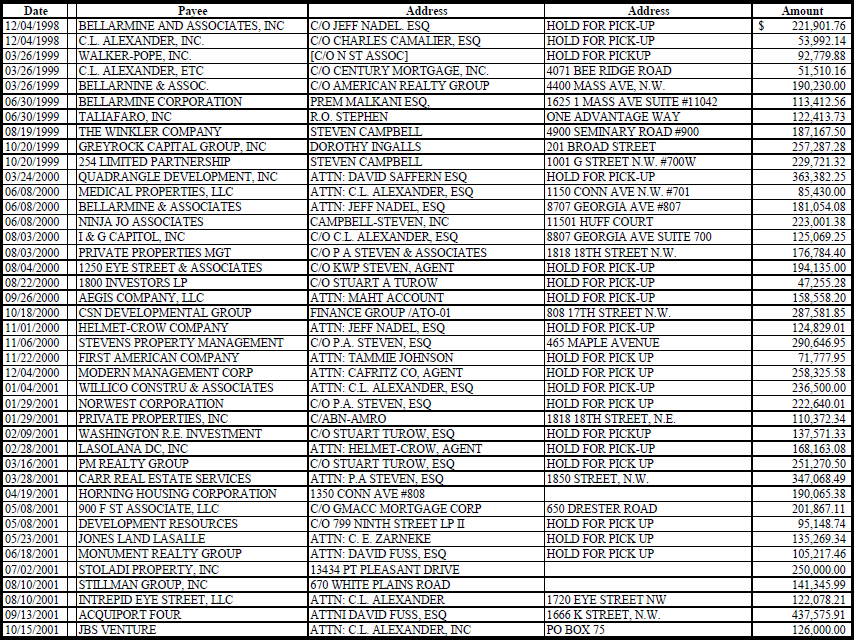 Date Payee Address Address Amount
12/04/1998 BELLARMINE AND ASSOCIATES, INC C/O JEFF NADEL. ESQ HOLD FOR PICK-UP $ 221,901.76
12/04/1998 C.L. ALEXANDER, INC. C/O CHARLES CAMALIER, ESQ HOLD FOR PICK-UP 53,992.14
03/26/1999 WALKER-POPE, INC. [C/O N ST ASSOC] HOLD FOR PICKUP 92,779.88
03/26/1999 C.L. ALEXANDER, ETC C/O CENTURY MORTGAGE, INC. 4071 BEE RIDGE ROAD 51,510.16
03/26/1999 BELLARNINE & ASSOC. C/O AMERICAN REALTY GROUP 4400 MASS AVE, N.W. 190,230.00
06/30/1999 BELLARMINE CORPORATION PREM MALKANI ESQ, 1625 1 MASS AVE SUITE #11042 113,412.56
06/30/1999 TALIAFARO, INC R.O. STEPHEN ONE ADVANTAGE WAY 122,413.73
08/19/1999 THE WINKLER COMPANY STEVEN CAMPBELL 4900 SEMINARY ROAD #900 187,167.50
10/20/1999 GREYROCK CAPITAL GROUP, INC DOROTHY INGALLS 201 BROAD STREET 257,287.28
10/20/1999 254 LIMITED PARTNERSHIP STEVEN CAMPBELL 1001 G STREET N.W. #700W 229,721.32
03/24/2000 QUADRANGLE DEVELOPMENT, INC ATTN: DAVID SAFFERN ESQ HOLD FOR PICK-UP 363,382.25
06/08/2000 MEDICAL PROPERTIES, LLC ATTN: C.L. ALEXANDER, ESQ 1150 CONN AVE N.W. #701 85,430.00
06/08/2000 BELLARMINE & ASSOCIATES ATTN: JEFF NADEL, ESQ 8707 GEORGIA AVE #807 181,054.08
06/08/2000 NINJA JO ASSOCIATES CAMPBELL-STEVEN, INC 11501 HUFF COURT 223,001.38
08/03/2000 I & G CAPITOL, INC C/O C.L. ALEXANDER, ESQ 8807 GEORGIA AVE SUITE 700 125,069.25
08/03/2000 PRIVATE PROPERTIES MGT C/O P A STEVEN & ASSOCIATES 1818 18TH STREET N.W. 176,784.40
08/04/2000 1250 EYE STREET & ASSOCIATES C/O KWP STEVEN, AGENT HOLD FOR PICK-UP 194,135.00
08/22/2000 1800 INVESTORS LP C/O STUART A TUROW HOLD FOR PICK-UP 47,255.28
09/26/2000 AEGIS COMPANY, LLC ATTN: MAHT ACCOUNT HOLD FOR PICK-UP 158,558.20
10/18/2000 CSN DEVELOPMENTAL GROUP FINANCE GROUP /ATO-01 808 17TH STREET N.W. 287,581.85
11/01/2000 HELMET-CROW COMPANY ATTN: JEFF NADEL, ESQ HOLD FOR PICK-UP 124,829.01
11/06/2000 STEVENS PROPERTY MANAGEMENT C/O P.A. STEVEN, ESQ 465 MAPLE AVENUE 290,646.95
11/22/2000 FIRST AMERICAN COMPANY ATTN: TAMMIE JOHNSON HOLD FOR PICK UP 71,777.95
12/04/2000 MODERN MANAGEMENT CORP ATTN: CAFRITZ CO, AGENT HOLD FOR PICK UP 258,325.58
01/04/2001 WILLICO CONSTRU & ASSOCIATES ATTN: C.L. ALEXANDER, ESQ HOLD FOR PICK-UP 236,500.00
01/29/2001 NORWEST CORPORATION C/O P.A. STEVEN, ESQ HOLD FOR PICK UP 222,640.01
01/29/2001 PRIVATE PROPERTIES, INC C/ABN-AMRO 1818 18TH STREET, N.E. 110,372.34
02/09/2001 WASHINGTON R.E. INVESTMENT C/O STUART TUROW, ESQ HOLD FOR PICKUP 137,571.33
02/28/2001 LASOLANA DC, INC ATTN: HELMET-CROW, AGENT HOLD FOR PICK UP 168,163.08
03/16/2001 PM REALTY GROUP C/O STUART TUROW, ESQ HOLD FOR PICK UP 251,270.50
03/28/2001 CARR REAL ESTATE SERVICES ATTN: P.A STEVEN, ESQ 1850 STREET, N.W. 347,068.49
04/19/2001 HORNING HOUSING CORPORATION 1350 CONN AVE #808 190,065.38
05/08/2001 900 F ST ASSOCIATE, LLC C/O GMACC MORTGAGE CORP 650 DRESTER ROAD 201,867.11
05/08/2001 DEVELOPMENT RESOURCES C/O 799 NINTH STREET LP II HOLD FOR PICK UP 95,148.74
05/23/2001 JONES LAND LASALLE ATTN: C. E. ZARNEKE HOLD FOR PICK UP 135,269.34
06/18/2001 MONUMENT REALTY GROUP ATTN: DAVID FUSS, ESQ HOLD FOR PICK UP 105,217.46
07/02/2001 STOLADI PROPERTY, INC 13434 PT PLEASANT DRIVE 250,000.00
08/10/2001 STILLMAN GROUP, INC 670 WHITE PLAINS ROAD 141,345.99
08/10/2001 INTREPID EYE STREET, LLC ATTN: C.L. ALEXANDER 1720 EYE STREET NW 122,078.21
09/13/2001 ACQUIPORT FOUR ATTNI DAVID FUSS, ESQ 1666 K STREET, N.W. 437,575.91
10/15/2001 JBS VENTURE ATTN: C.L. ALEXANDER, INC PO BOX 75 126,000.00